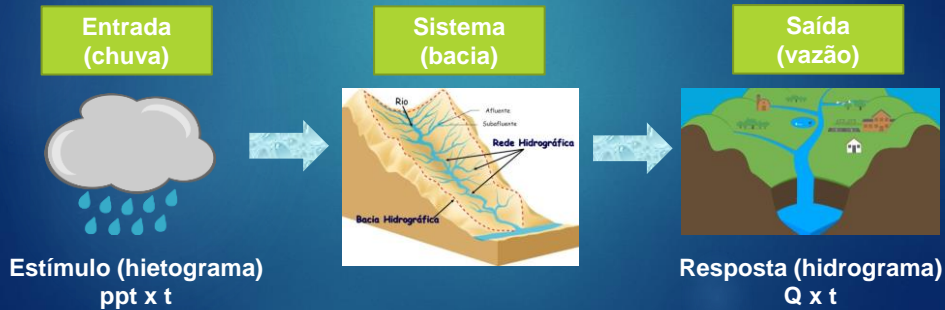 Entrada
(chuva)
Sistema
(bacia)
Saída
(vazão)
Rio
Afluente
Subafluente
Rede Hidrográfica
Bacia Hidrográfica
Estímulo (hietograma)
ppt x t
Resposta (hidrograma)
Q x t